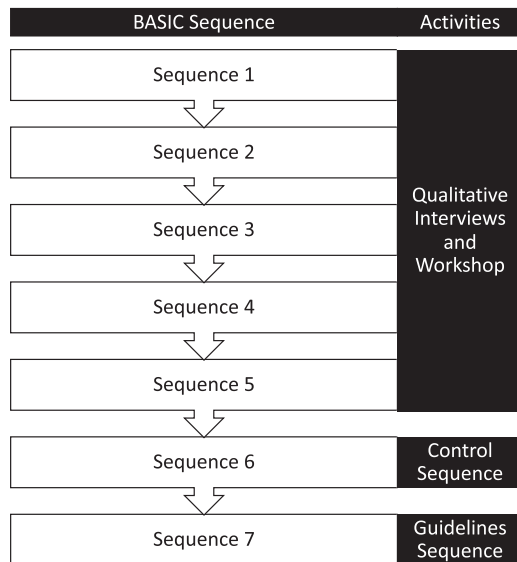 BASIC Sequence
Activities
Sequence 1
Sequence 2
Sequence 3
Sequence 4
Sequence 5
Qualitative
Interviews
and
Workshop
Sequence 6
Control
Sequence
Sequence 7
Guidelines
Sequence